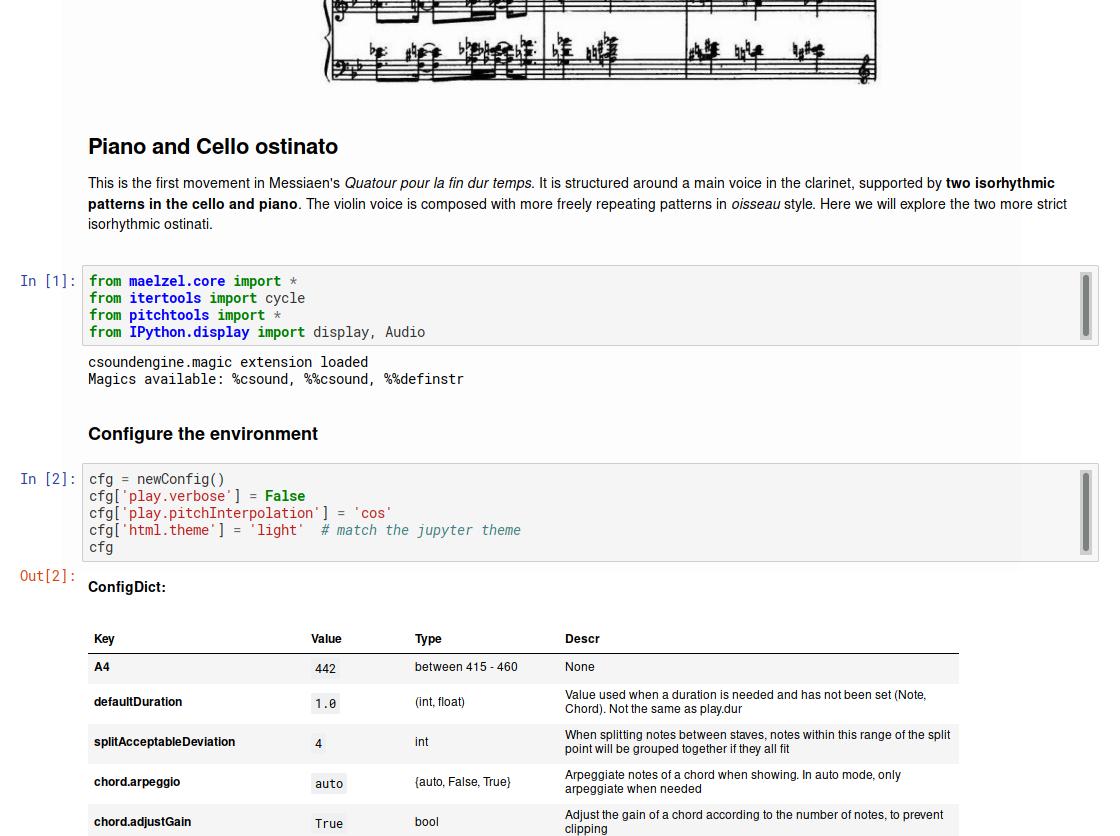 Piano and Cello ostinato
This is the first movement in Messiaen's Quatour pour la fin dur temps. It is structured around a main voice in the clarinet, supported by two isorhythmic
patterns in the cello and piano. The violin voice is composed with more freely repeating patterns in oisseau style. Here we will explore the two more strict
isorhythmic ostinati.
In [1]: from maelzel.core import *
from itertools import cycle
from pitchtools import *
from IPython.display import display, Audio
csoundengine.magic extension loaded
Magics available: %csound, %%csound, %%definstr
Configure the environment
In [2]: cfg = newConfig()
cfg['play.verbose'] = False
cfg['play.pitchInterpolation'] = 'cos'
cfg['html.theme'] = 'light'  # match the jupyter theme
cfg
Out[2]: ConfigDict:
Key Value Type Descr
A4 442 between 415 - 460 None
defaultDuration 1.0 (int, float) Value used when a duration is needed and has not been set (Note,
Chord). Not the same as play.dur
splitAcceptableDeviation 4 int When splitting notes between staves, notes within this range of the split
point will be grouped together if they all fit
chord.arpeggio auto {auto, False, True} Arpeggiate notes of a chord when showing. In auto mode, only
arpeggiate when needed
chord.adjustGain True bool Adjust the gain of a chord according to the number of notes, to prevent
clipping